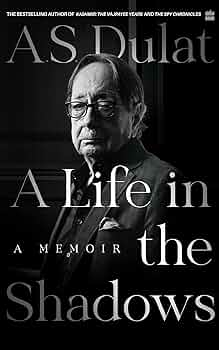 THE BESTSELLING AUTHOR OF KASHMIR: THE VAJPAYEE YEARS AND THE SPY CHRONICLES
A.S Dulat
A Life in
A MEMOIR the
Shadows